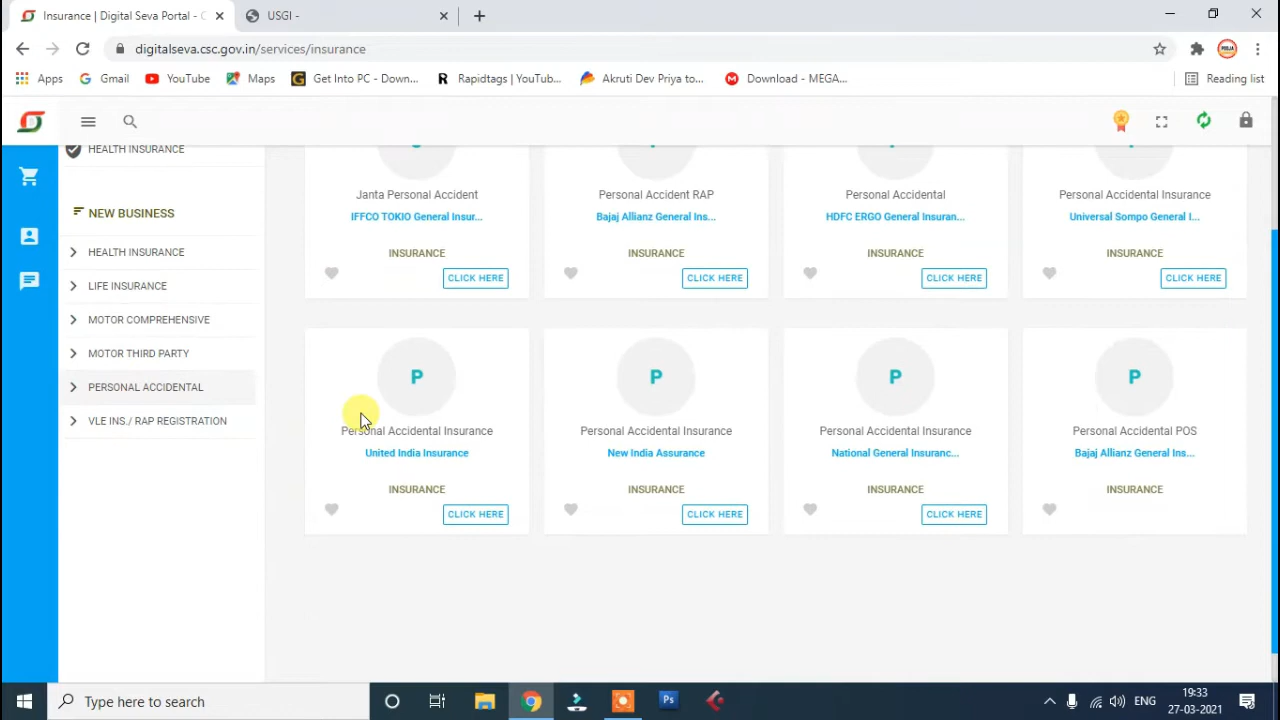 Insurance | Digital Seva Portal - C
USGI -
digitalseva.csc.gov.in/services/insurance
Apps
Gmail
YouTube
Maps
Get Into PC - Down...
Rapidtags | YouTub...
Akruti Dev Priya to...
Download - MEGA...
Reading list
HEALTH INSURANCE
NEW BUSINESS
HEALTH INSURANCE
LIFE INSURANCE
MOTOR COMPREHENSIVE
MOTOR THIRD PARTY
PERSONAL ACCIDENTAL
VLE INS./ RAP REGISTRATION
Janta Personal Accident
IFFCO TOKIO General Insur...
INSURANCE
CLICK HERE
Personal Accident RAP
Bajaj Allianz General Ins...
INSURANCE
CLICK HERE
Personal Accidental
HDFC ERGO General Insuran...
INSURANCE
CLICK HERE
Personal Accidental Insurance
Universal Sompo General I...
INSURANCE
CLICK HERE
P
Personal Accidental Insurance
United India Insurance
INSURANCE
CLICK HERE
P
Personal Accidental Insurance
New India Assurance
INSURANCE
CLICK HERE
P
Personal Accidental Insurance
National General Insuranc...
INSURANCE
CLICK HERE
P
Personal Accidental POS
Bajaj Allianz General Ins...
INSURANCE
Type here to search
Ps
ENG
19:33
27-03-2021